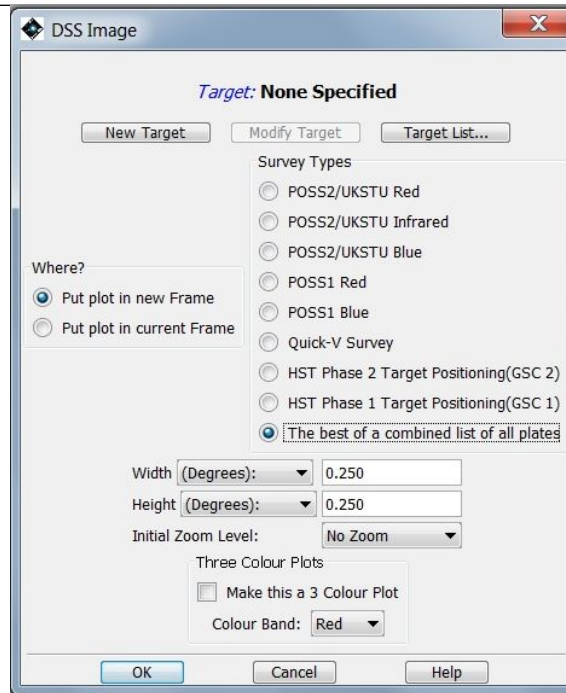 DSS Image
Target: None Specified
New Target Modify Target Target List...
Survey Types
POSS2/UKSTU Red
POSS2/UKSTU Infrared
POSS2/UKSTU Blue
POSS1 Red
POSS1 Blue
Quick-V Survey
HST Phase 2 Target Positioning(GSC 2)
HST Phase 1 Target Positioning(GSC 1)
The best of a combined list of all plates
Where?
Put plot in new Frame
Put plot in current Frame
Width (Degrees): 0.250
Height (Degrees): 0.250
Initial Zoom Level: No Zoom
Three Colour Plots
Make this a 3 Colour Plot
Colour Band: Red
OK Cancel Help